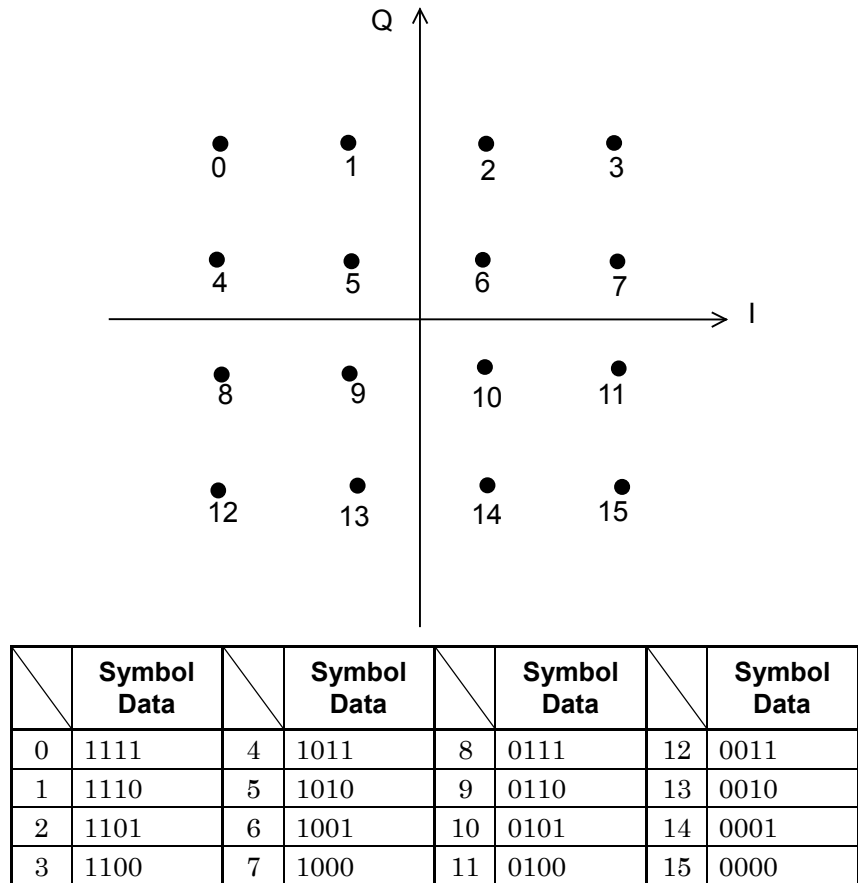 Q
0 1 2 3
4 5 6 7
I
8 9 10 11
12 13 14 15
Symbol Data Symbol Data Symbol Data Symbol Data
0 1111 4 1011 8 0111 12 0011
1 1110 5 1010 9 0110 13 0010
2 1101 6 1001 10 0101 14 0001
3 1100 7 1000 11 0100 15 0000